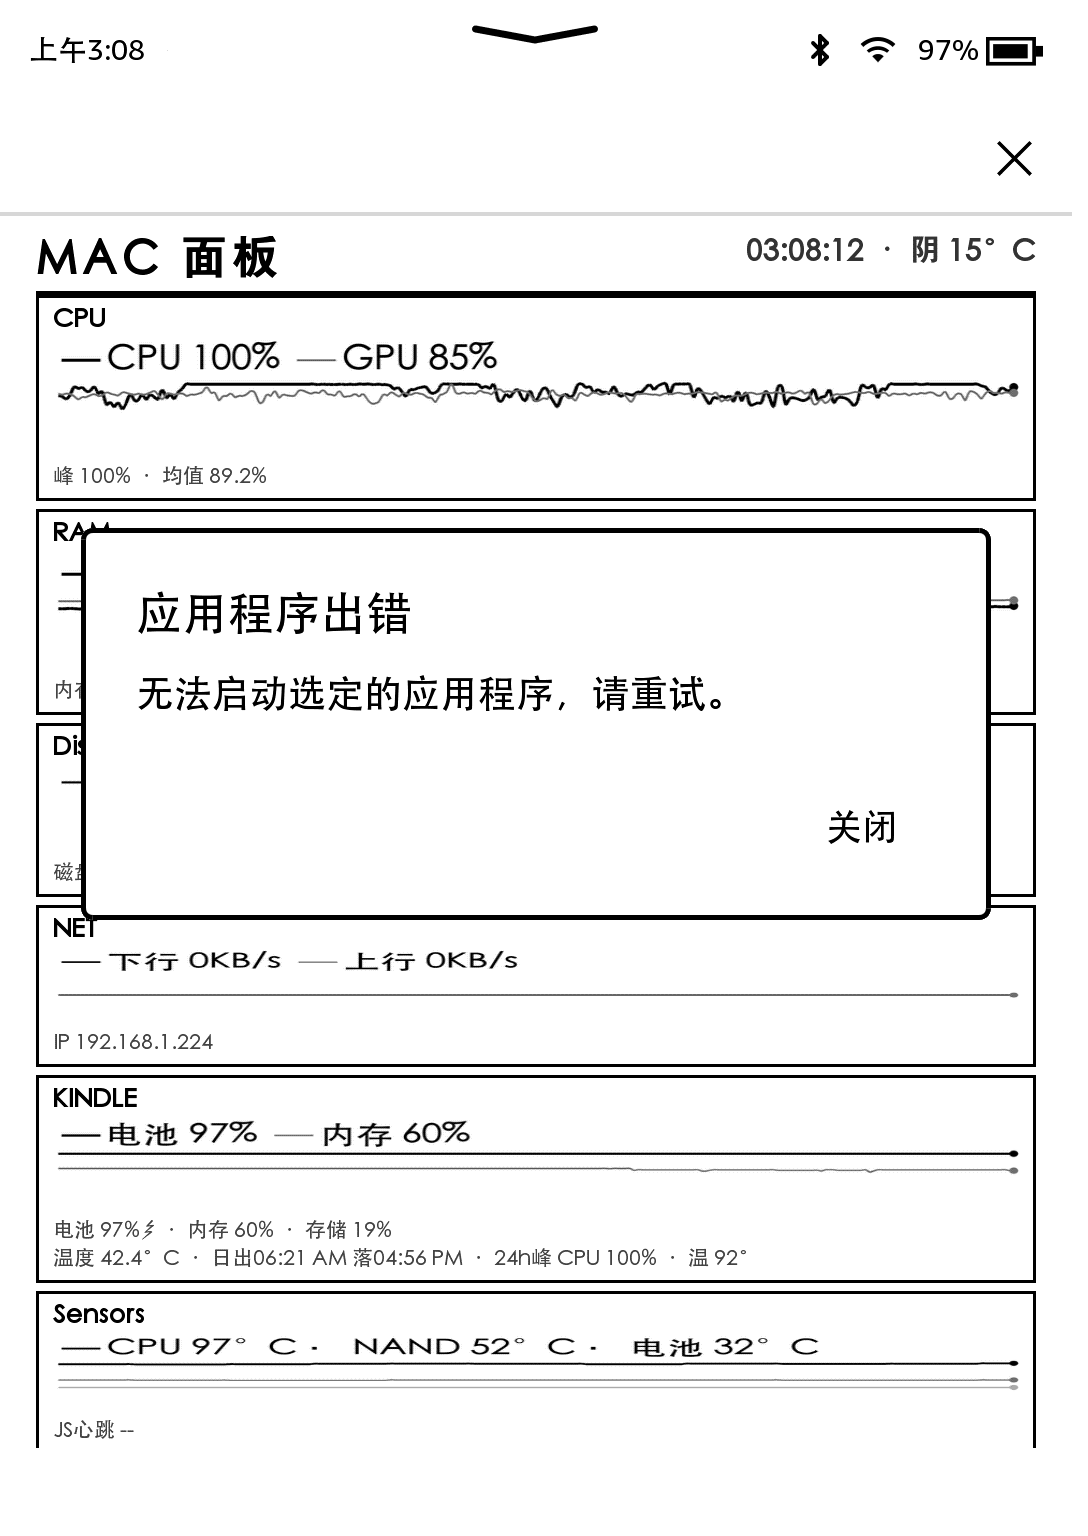 上午3:08
97%
MAC 面板
03:08:12 · 阴 15° C
CPU
CPU 100% GPU 85%
峰 100% · 均值 89.2%
应用程序出错
无法启动选定的应用程序，请重试。
关闭
NET
下行 0KB/s 上行 0KB/s
IP 192.168.1.224
KINDLE
电池 97% 内存 60%
电池 97%⚡ · 内存 60% · 存储 19%
温度 42.4° C · 日出06:21 AM 落04:56 PM · 24h峰 CPU 100% · 温 92°
Sensors
CPU 97° C · NAND 52° C · 电池 32° C
JS心跳 --